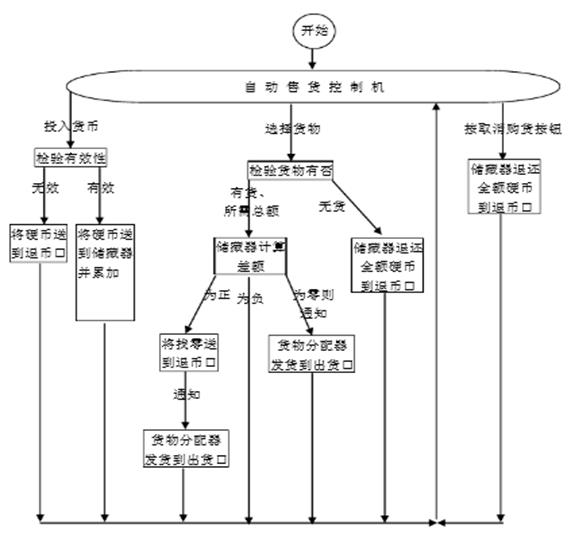 开始
自动售货控制机
投入货币
选择货物
按取消购货按钮
检验有效性
检验货物有否
储藏器退还
金额硬币
到退币口
无效
有效
有货、
所需总额
无货
将硬币送
到退币口
将硬币送
到储藏器
并累加
储藏器计算
差额
储藏器退还
金额硬币
到退币口
为正
为负
为零则
通知
将找零送
到退币口
货物分配器
发货到出货口
通知
货物分配器
发货到出货口